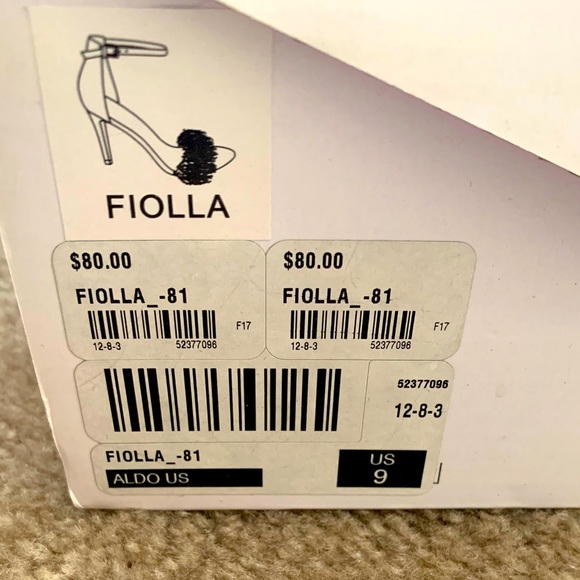 FIOLLA
$80.00
FIOLLA_-81
F17
12-8-3 52377096
$80.00
FIOLLA_-81
F17
12-8-3 52377096
52377096
12-8-3
FIOLLA_-81
ALDO US
US
9